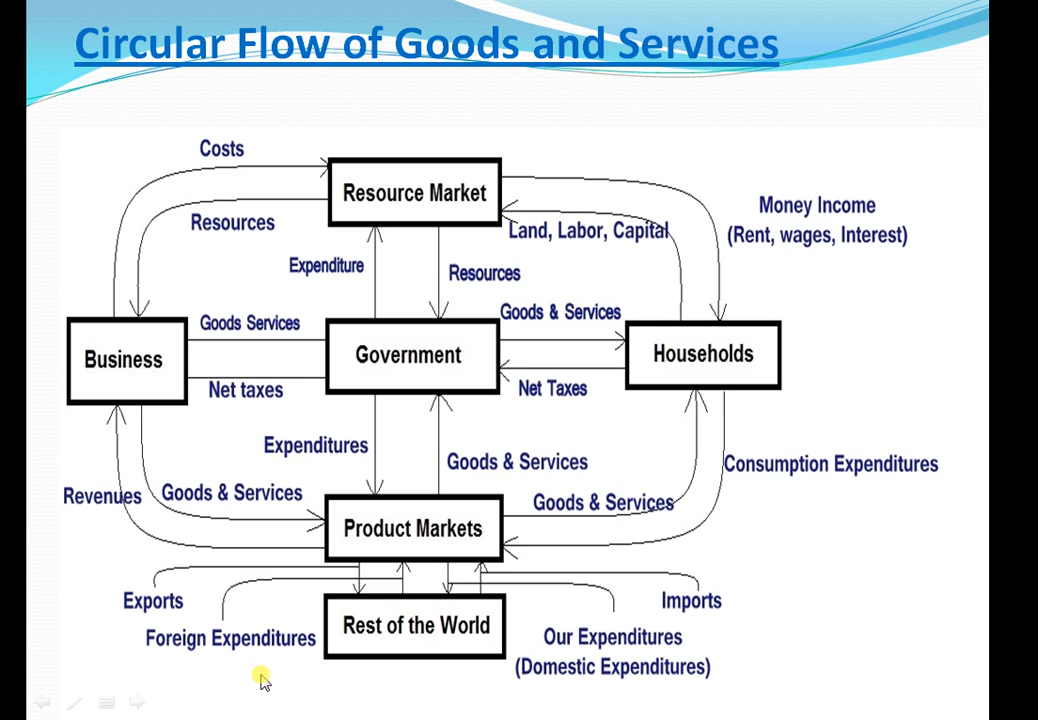 Circular Flow of Goods and Services
Costs
Resource Market
Resources
Money Income
(Rent, wages, Interest)
Land, Labor, Capital
Expenditure
Resources
Goods & Services
Goods Services
Business
Government
Households
Net taxes
Net Taxes
Expenditures
Goods & Services
Consumption Expenditures
Revenues
Goods & Services
Goods & Services
Product Markets
Exports
Imports
Foreign Expenditures
Rest of the World
Our Expenditures
(Domestic Expenditures)